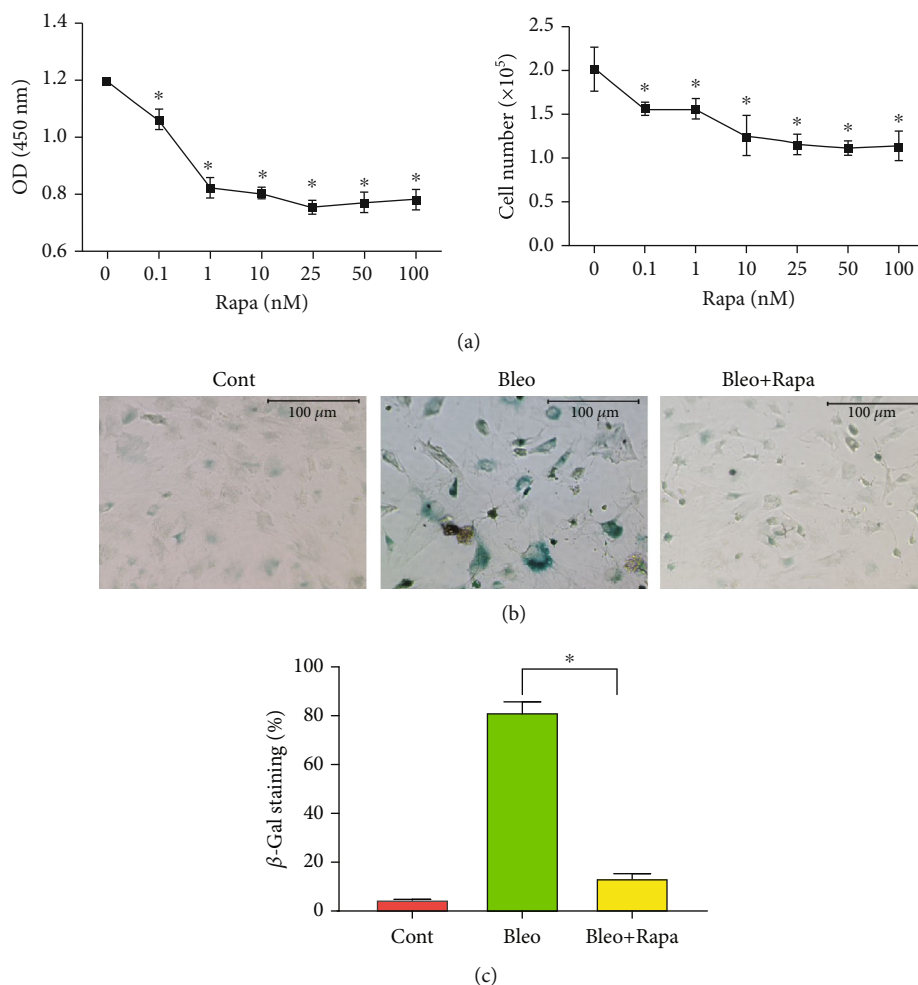 1.4
1.2
1.0
0.8
0.6
OD (450 nm)
* * * * * *
0 0.1 1 10 25 50 100
Rapa (nM)
2.5
2.0
1.5
1.0
0.5
0.0
Cell number (×10⁵)
* * * * * *
0 0.1 1 10 25 50 100
Rapa (nM)
(a)
Cont Bleo Bleo+Rapa
100 μm 100 μm 100 μm
(b)
100
80
60
40
20
0
β-Gal staining (%)
*
Cont Bleo Bleo+Rapa
(c)